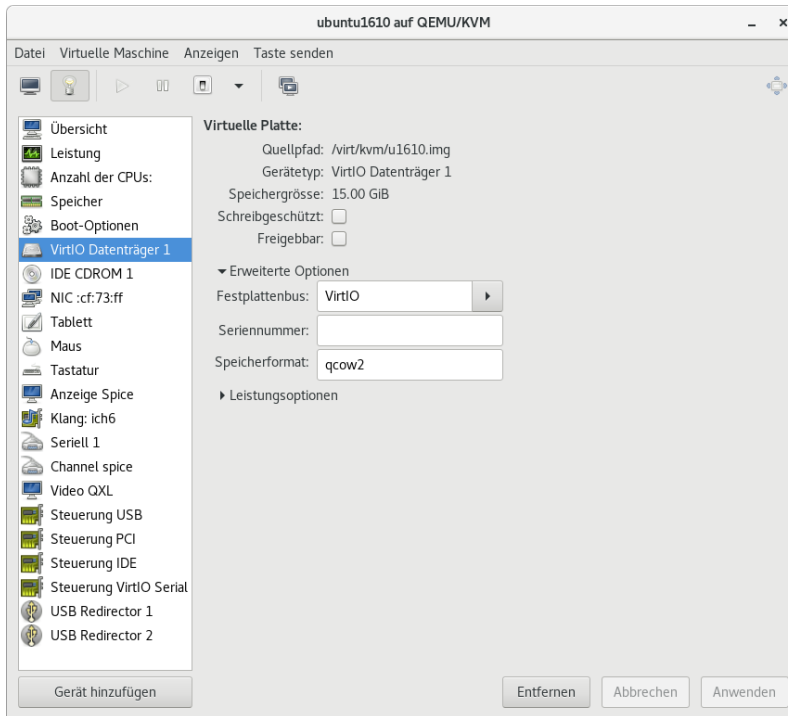 ubuntu1610 auf QEMU/KVM
Datei Virtuelle Maschine Anzeigen Taste senden
Übersicht
Leistung
Anzahl der CPUs:
Speicher
Boot-Optionen
VirtIO Datenträger 1
IDE CDROM 1
NIC :cf:73:ff
Tablett
Maus
Tastatur
Anzeige Spice
Klang: ich6
Seriell 1
Channel spice
Video QXL
Steuerung USB
Steuerung PCI
Steuerung IDE
Steuerung VirtIO Serial
USB Redirector 1
USB Redirector 2
Gerät hinzufügen
Virtuelle Platte:
Quellpfad: /virt/kvm/u1610.img
Gerätetyp: VirtIO Datenträger 1
Speichergrösse: 15.00 GiB
Schreibgeschützt:
Freigebbar:
Erweiterte Optionen
Festplattenbus: VirtIO
Seriennummer:
Speicherformat: qcow2
Leistungsoptionen
Entfernen Abbrechen Anwenden